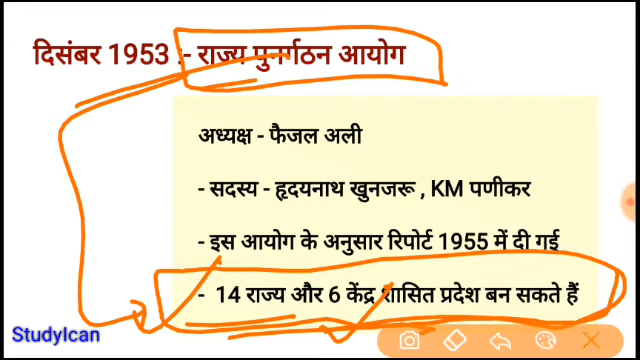 दिसंबर 1953 :- राज्य पुनर्गठन आयोग
अध्यक्ष - फैजल अली
- सदस्य - हृदयनाथ खुनजरू , KM पणीकर
- इस आयोग के अनुसार रिपोर्ट 1955 में दी गई
- 14 राज्य और 6 केंद्र शासित प्रदेश बन सकते हैं
StudyIcan